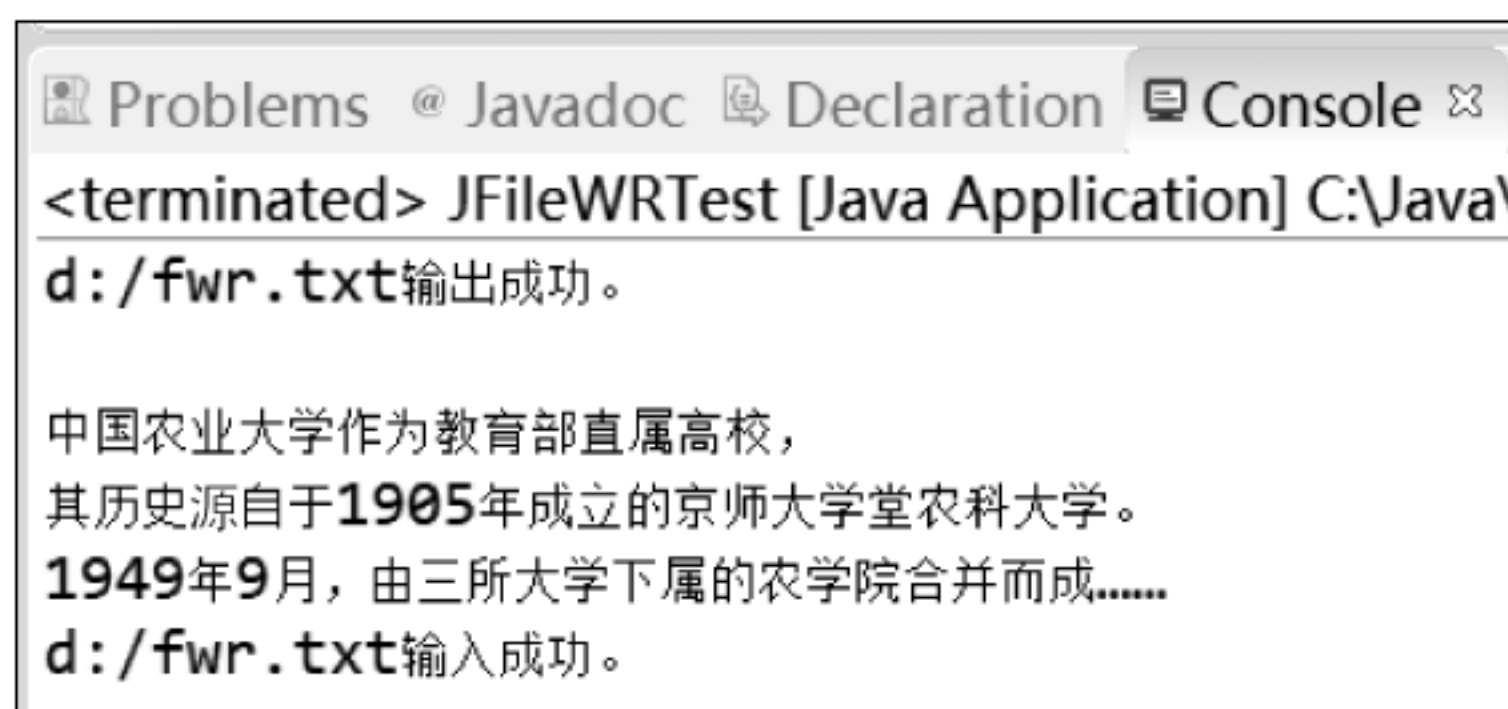 Problems @ Javadoc Declaration Console
<terminated> JFileWRTest [Java Application] C:\Java\
d:/fwr.txt输出成功。
中国农业大学作为教育部直属高校，
其历史源自于1905年成立的京师大学堂农科大学。
1949年9月，由三所大学下属的农学院合并而成……
d:/fwr.txt输入成功。